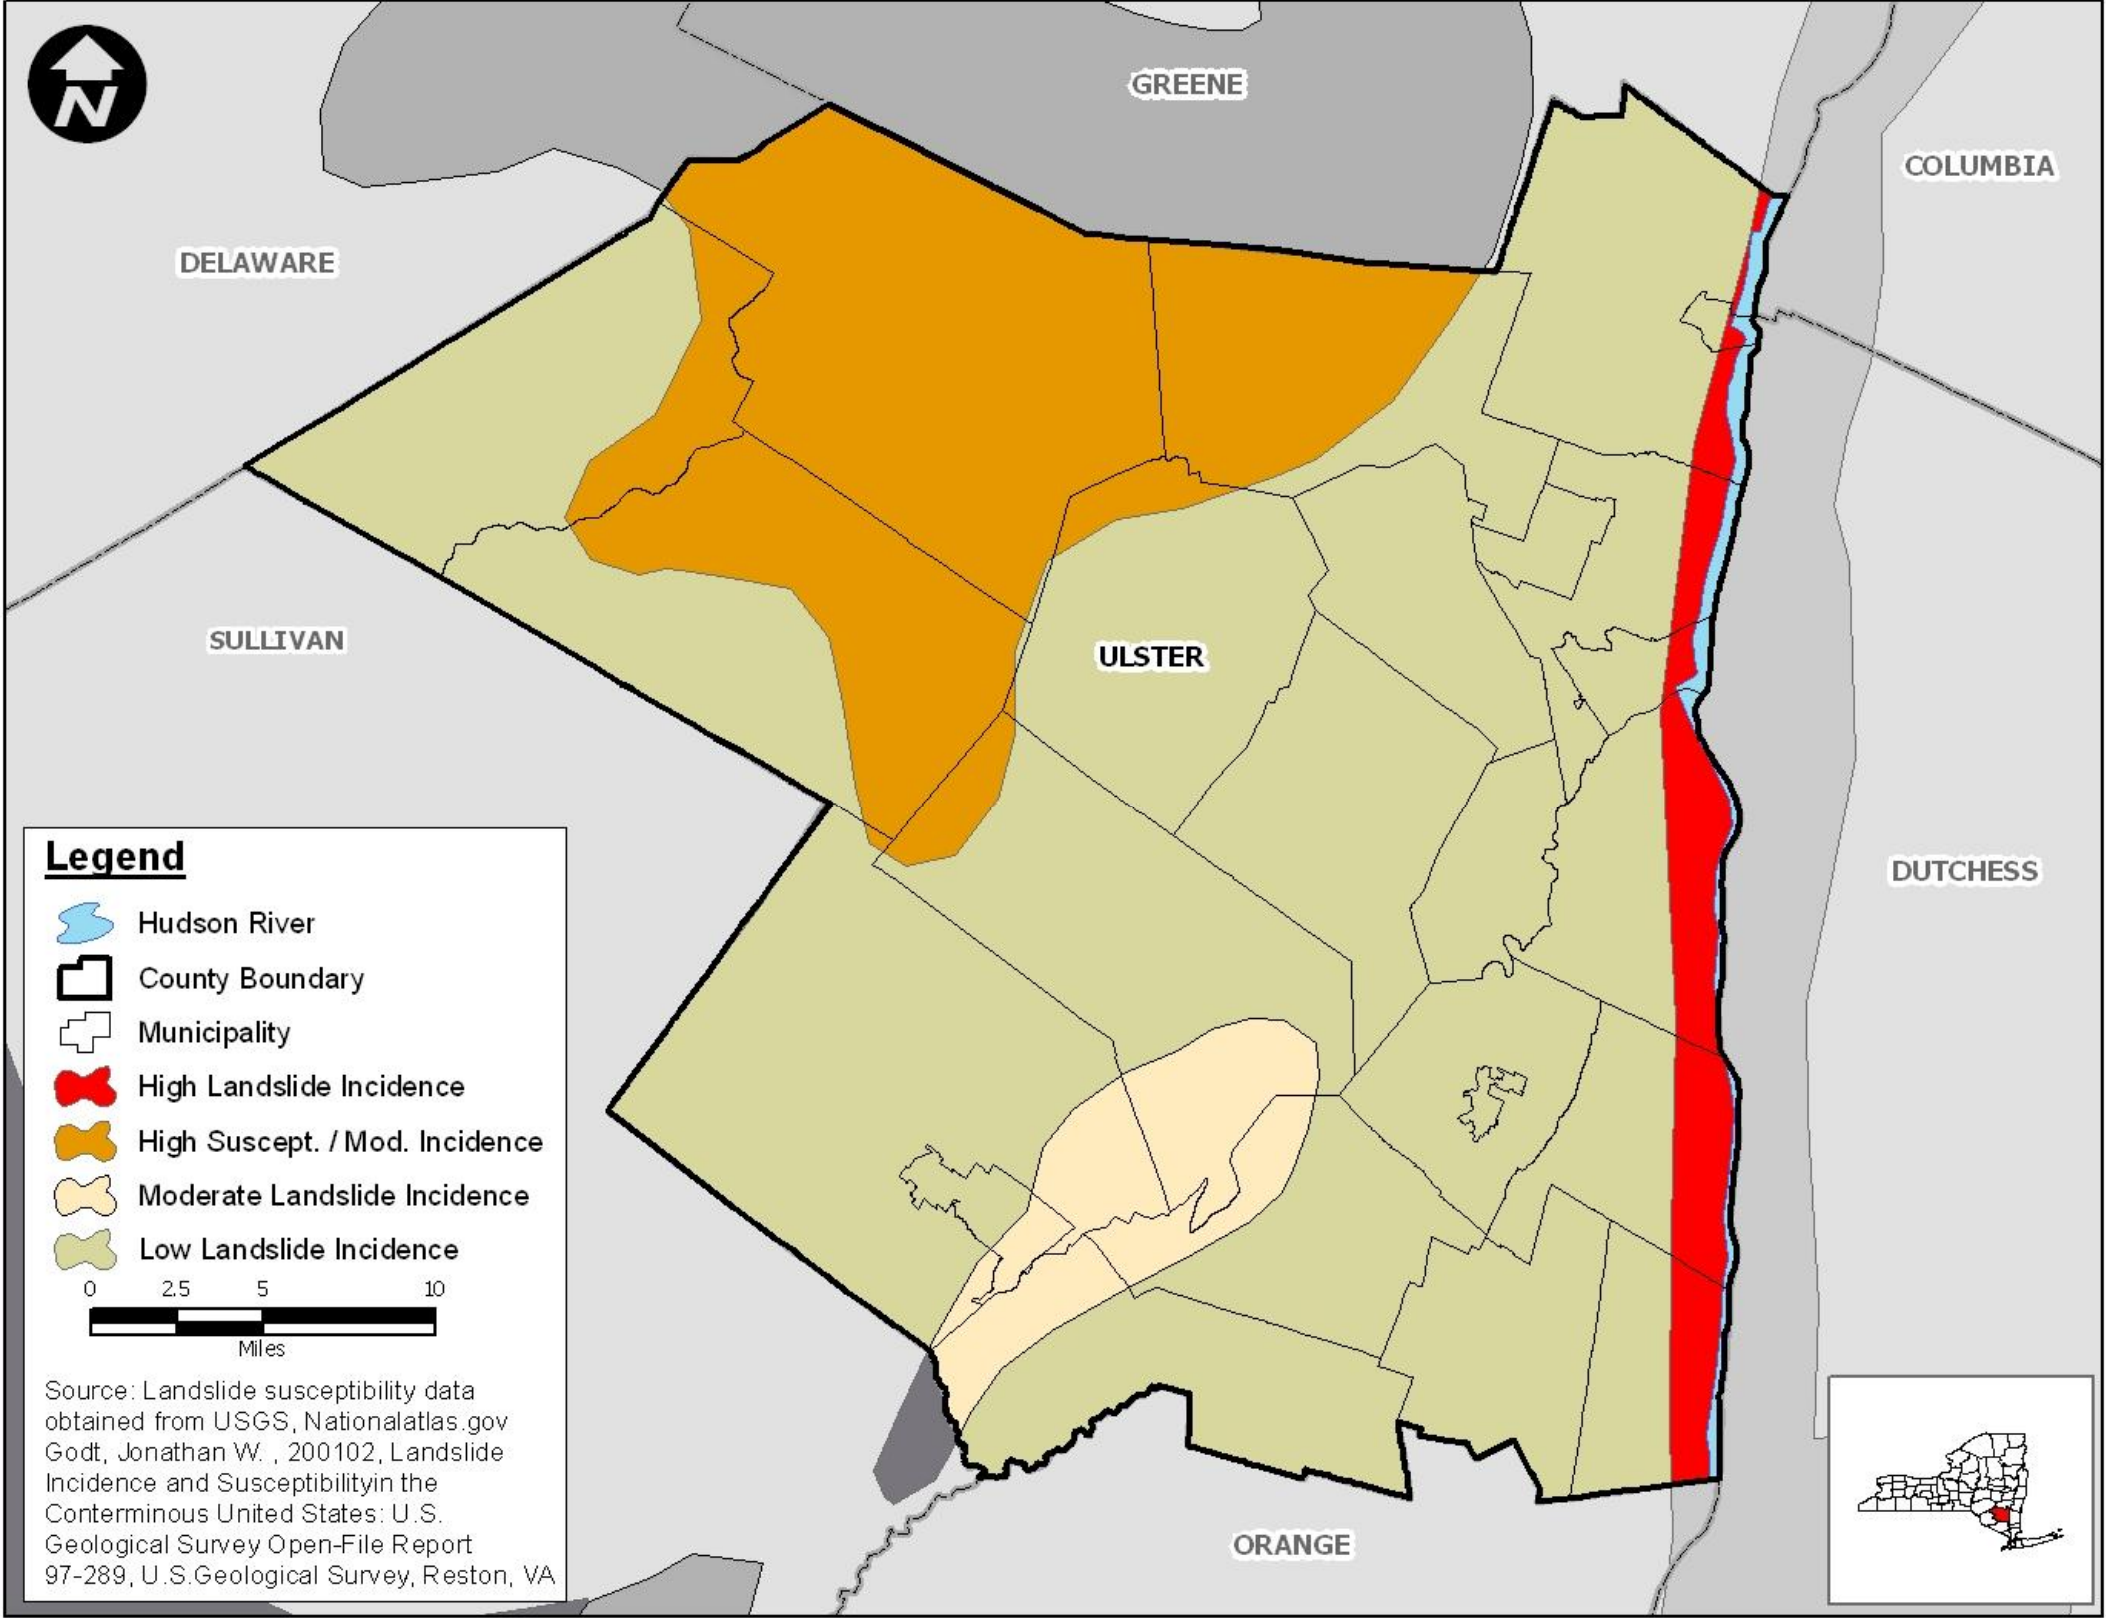 N
GREENE
COLUMBIA
DELAWARE
SULLIVAN
ULSTER
DUTCHESS
ORANGE
Legend
Hudson River
County Boundary
Municipality
High Landslide Incidence
High Suscept. / Mod. Incidence
Moderate Landslide Incidence
Low Landslide Incidence
0 2.5 5 10
Miles
Source: Landslide susceptibility data
obtained from USGS, Nationalatlas.gov
Godt, Jonathan W. , 200102, Landslide
Incidence and Susceptibilityin the
Conterminous United States: U.S.
Geological Survey Open-File Report
97-289, U.S.Geological Survey, Reston, VA